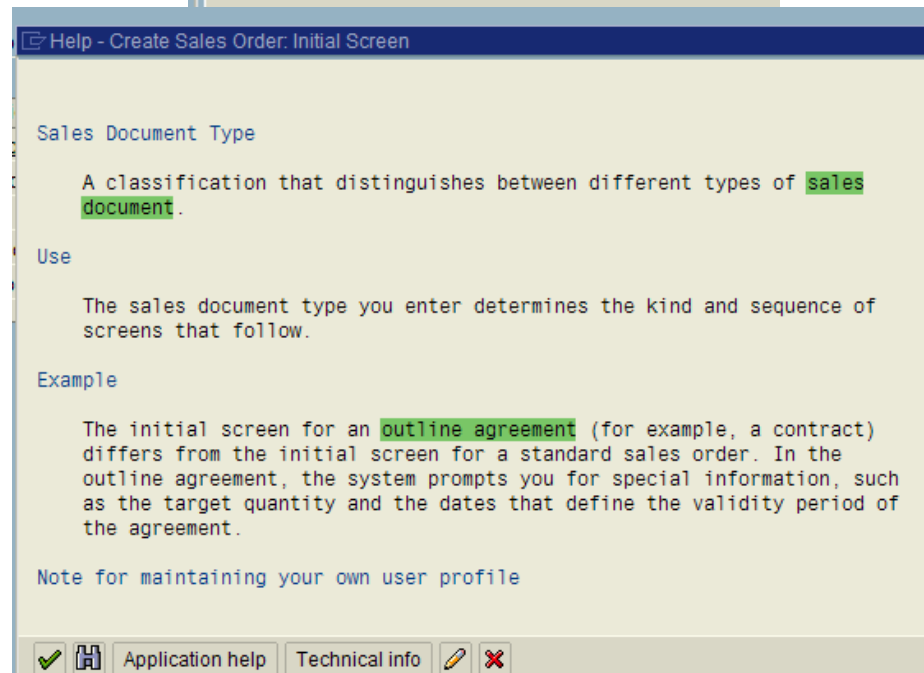 Help - Create Sales Order: Initial Screen
Sales Document Type
A classification that distinguishes between different types of sales
document.
Use
The sales document type you enter determines the kind and sequence of
screens that follow.
Example
The initial screen for an outline agreement (for example, a contract)
differs from the initial screen for a standard sales order. In the
outline agreement, the system prompts you for special information, such
as the target quantity and the dates that define the validity period of
the agreement.
Note for maintaining your own user profile
Application help Technical info